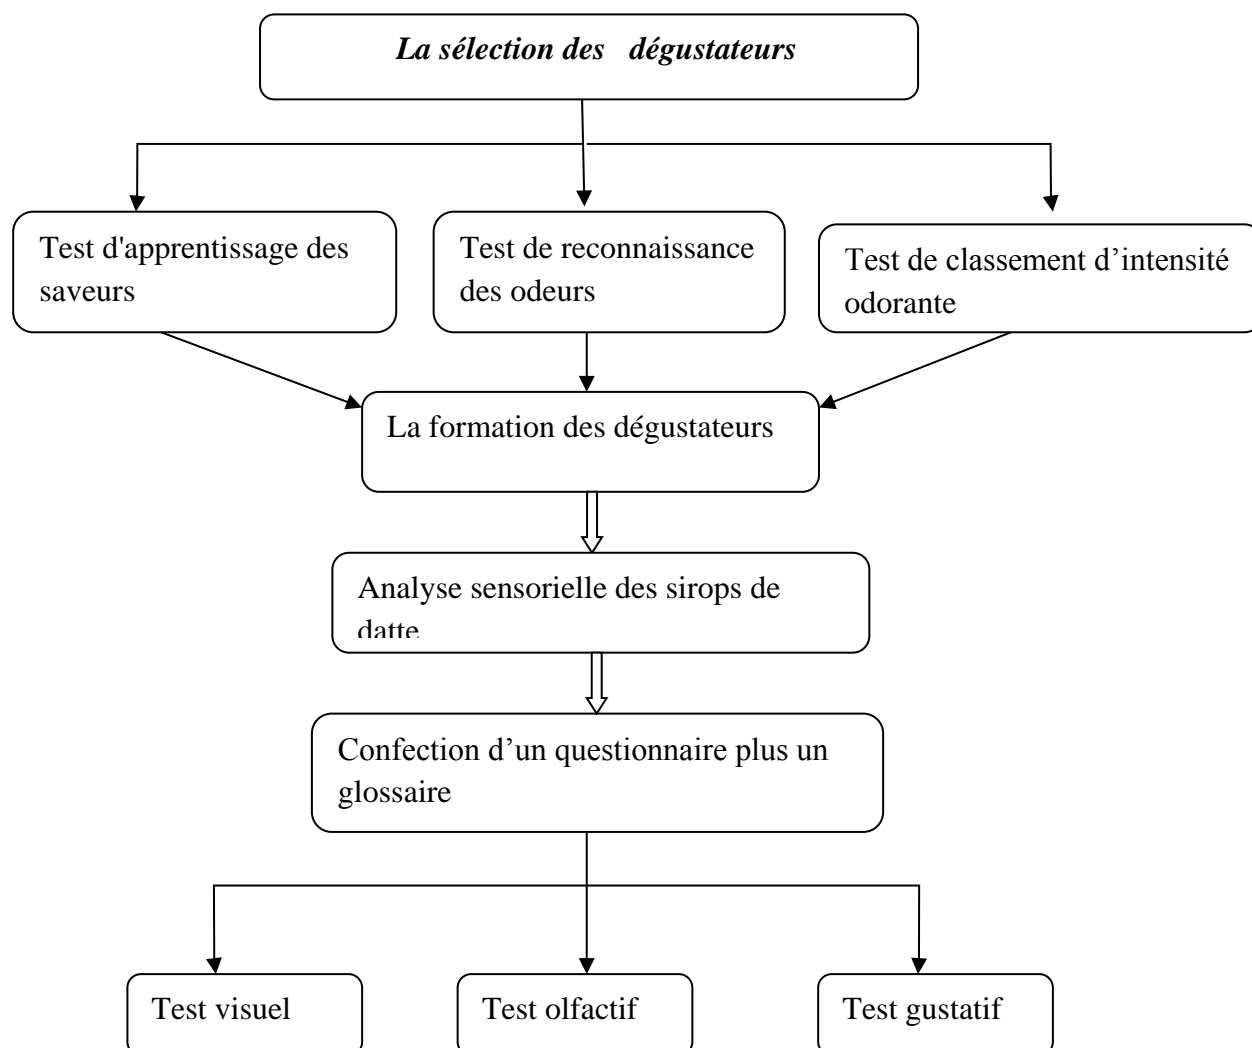 La sélection des dégustateurs
Test d'apprentissage des
saveurs
Test de reconnaissance
des odeurs
Test de classement d’intensité
odorante
La formation des dégustateurs
Analyse sensorielle des sirops de
datte
Confection d’un questionnaire plus un
glossaire
Test visuel
Test olfactif
Test gustatif